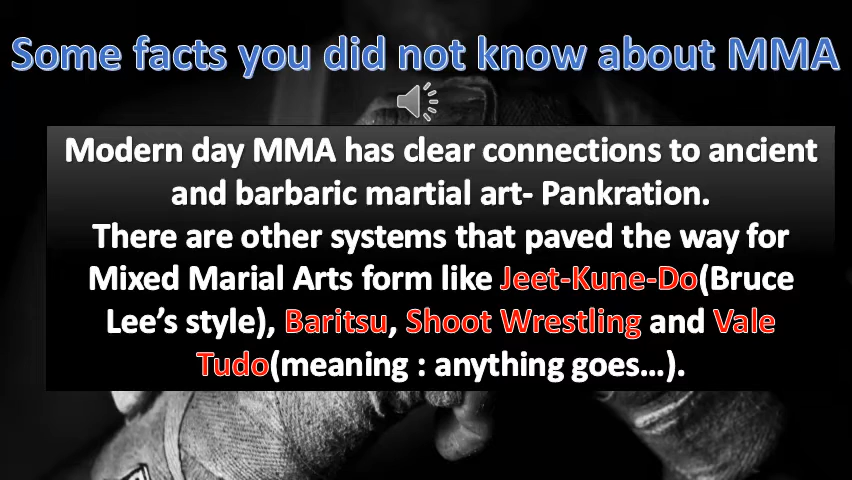 Some facts you did not know about MMA
Modern day MMA has clear connections to ancient
and barbaric martial art- Pankration.
There are other systems that paved the way for
Mixed Marial Arts form like Jeet-Kune-Do(Bruce
Lee’s style), Baritsu, Shoot Wrestling and Vale
Tudo(meaning : anything goes…).